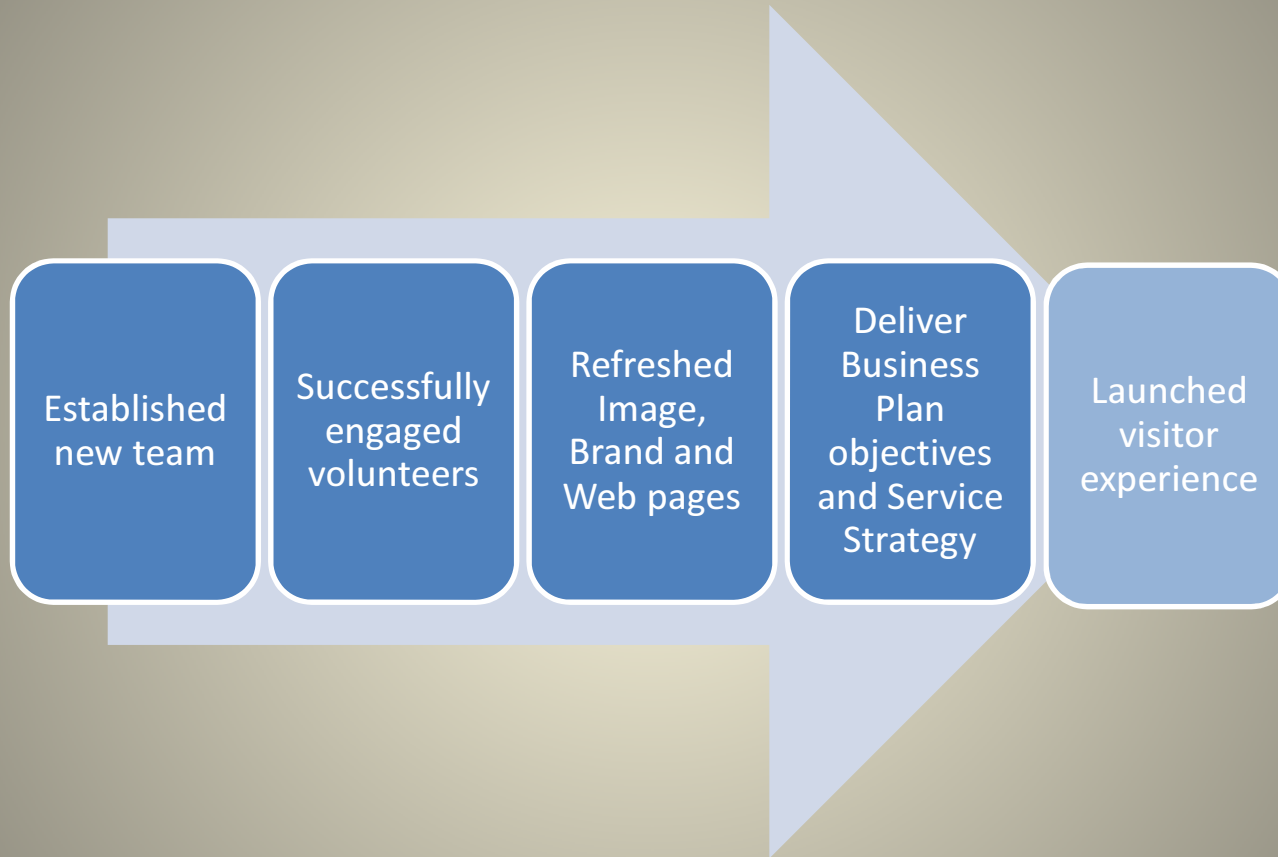 Established
new team
Successfully
engaged
volunteers
Refreshed
Image,
Brand and
Web pages
Deliver
Business
Plan
objectives
and Service
Strategy
Launched
visitor
experience